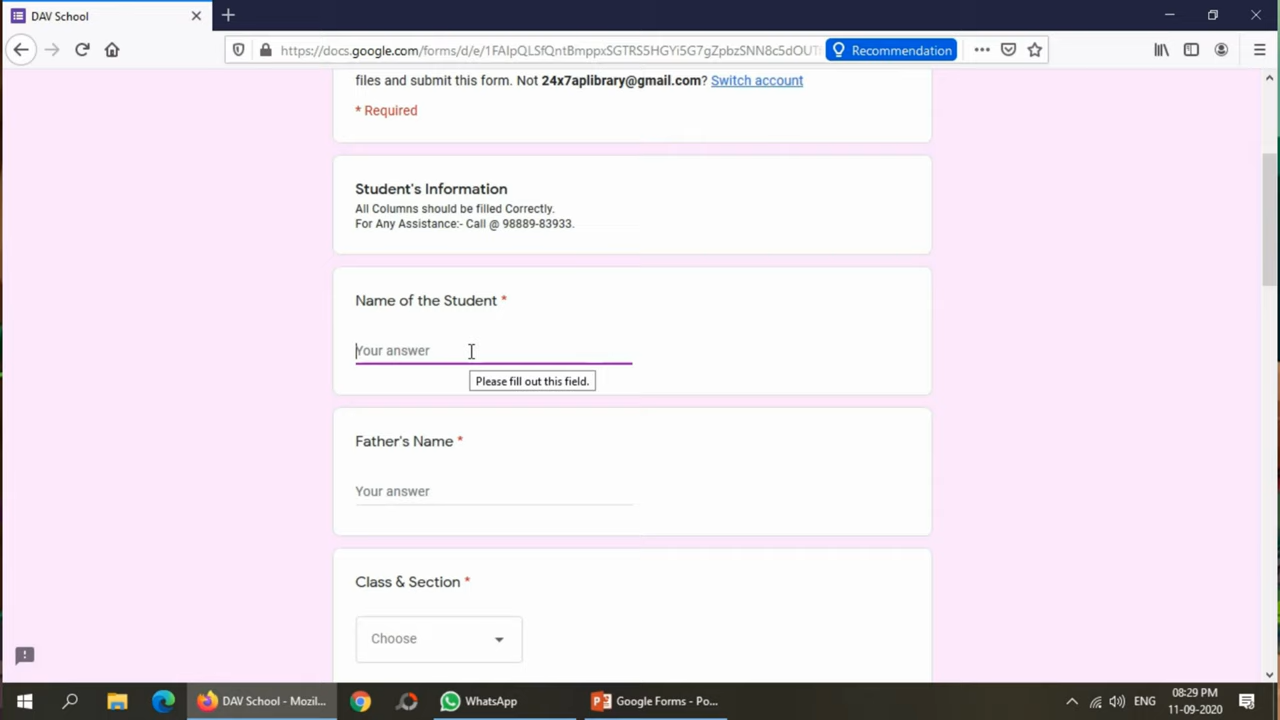 DAV School
https://docs.google.com/forms/d/e/1FAIpQLSfQntBmppxSGTRS5HGYi5G7gZpbzSNN8c5dOUT
Recommendation
files and submit this form. Not 24x7aplibrary@gmail.com? Switch account
* Required
Student's Information
All Columns should be filled Correctly.
For Any Assistance:- Call @ 98889-83933.
Name of the Student *
Your answer
Please fill out this field.
Father's Name *
Your answer
Class & Section *
Choose
DAV School - Mozil...
WhatsApp
Google Forms - Po...
ENG
08:29 PM
11-09-2020